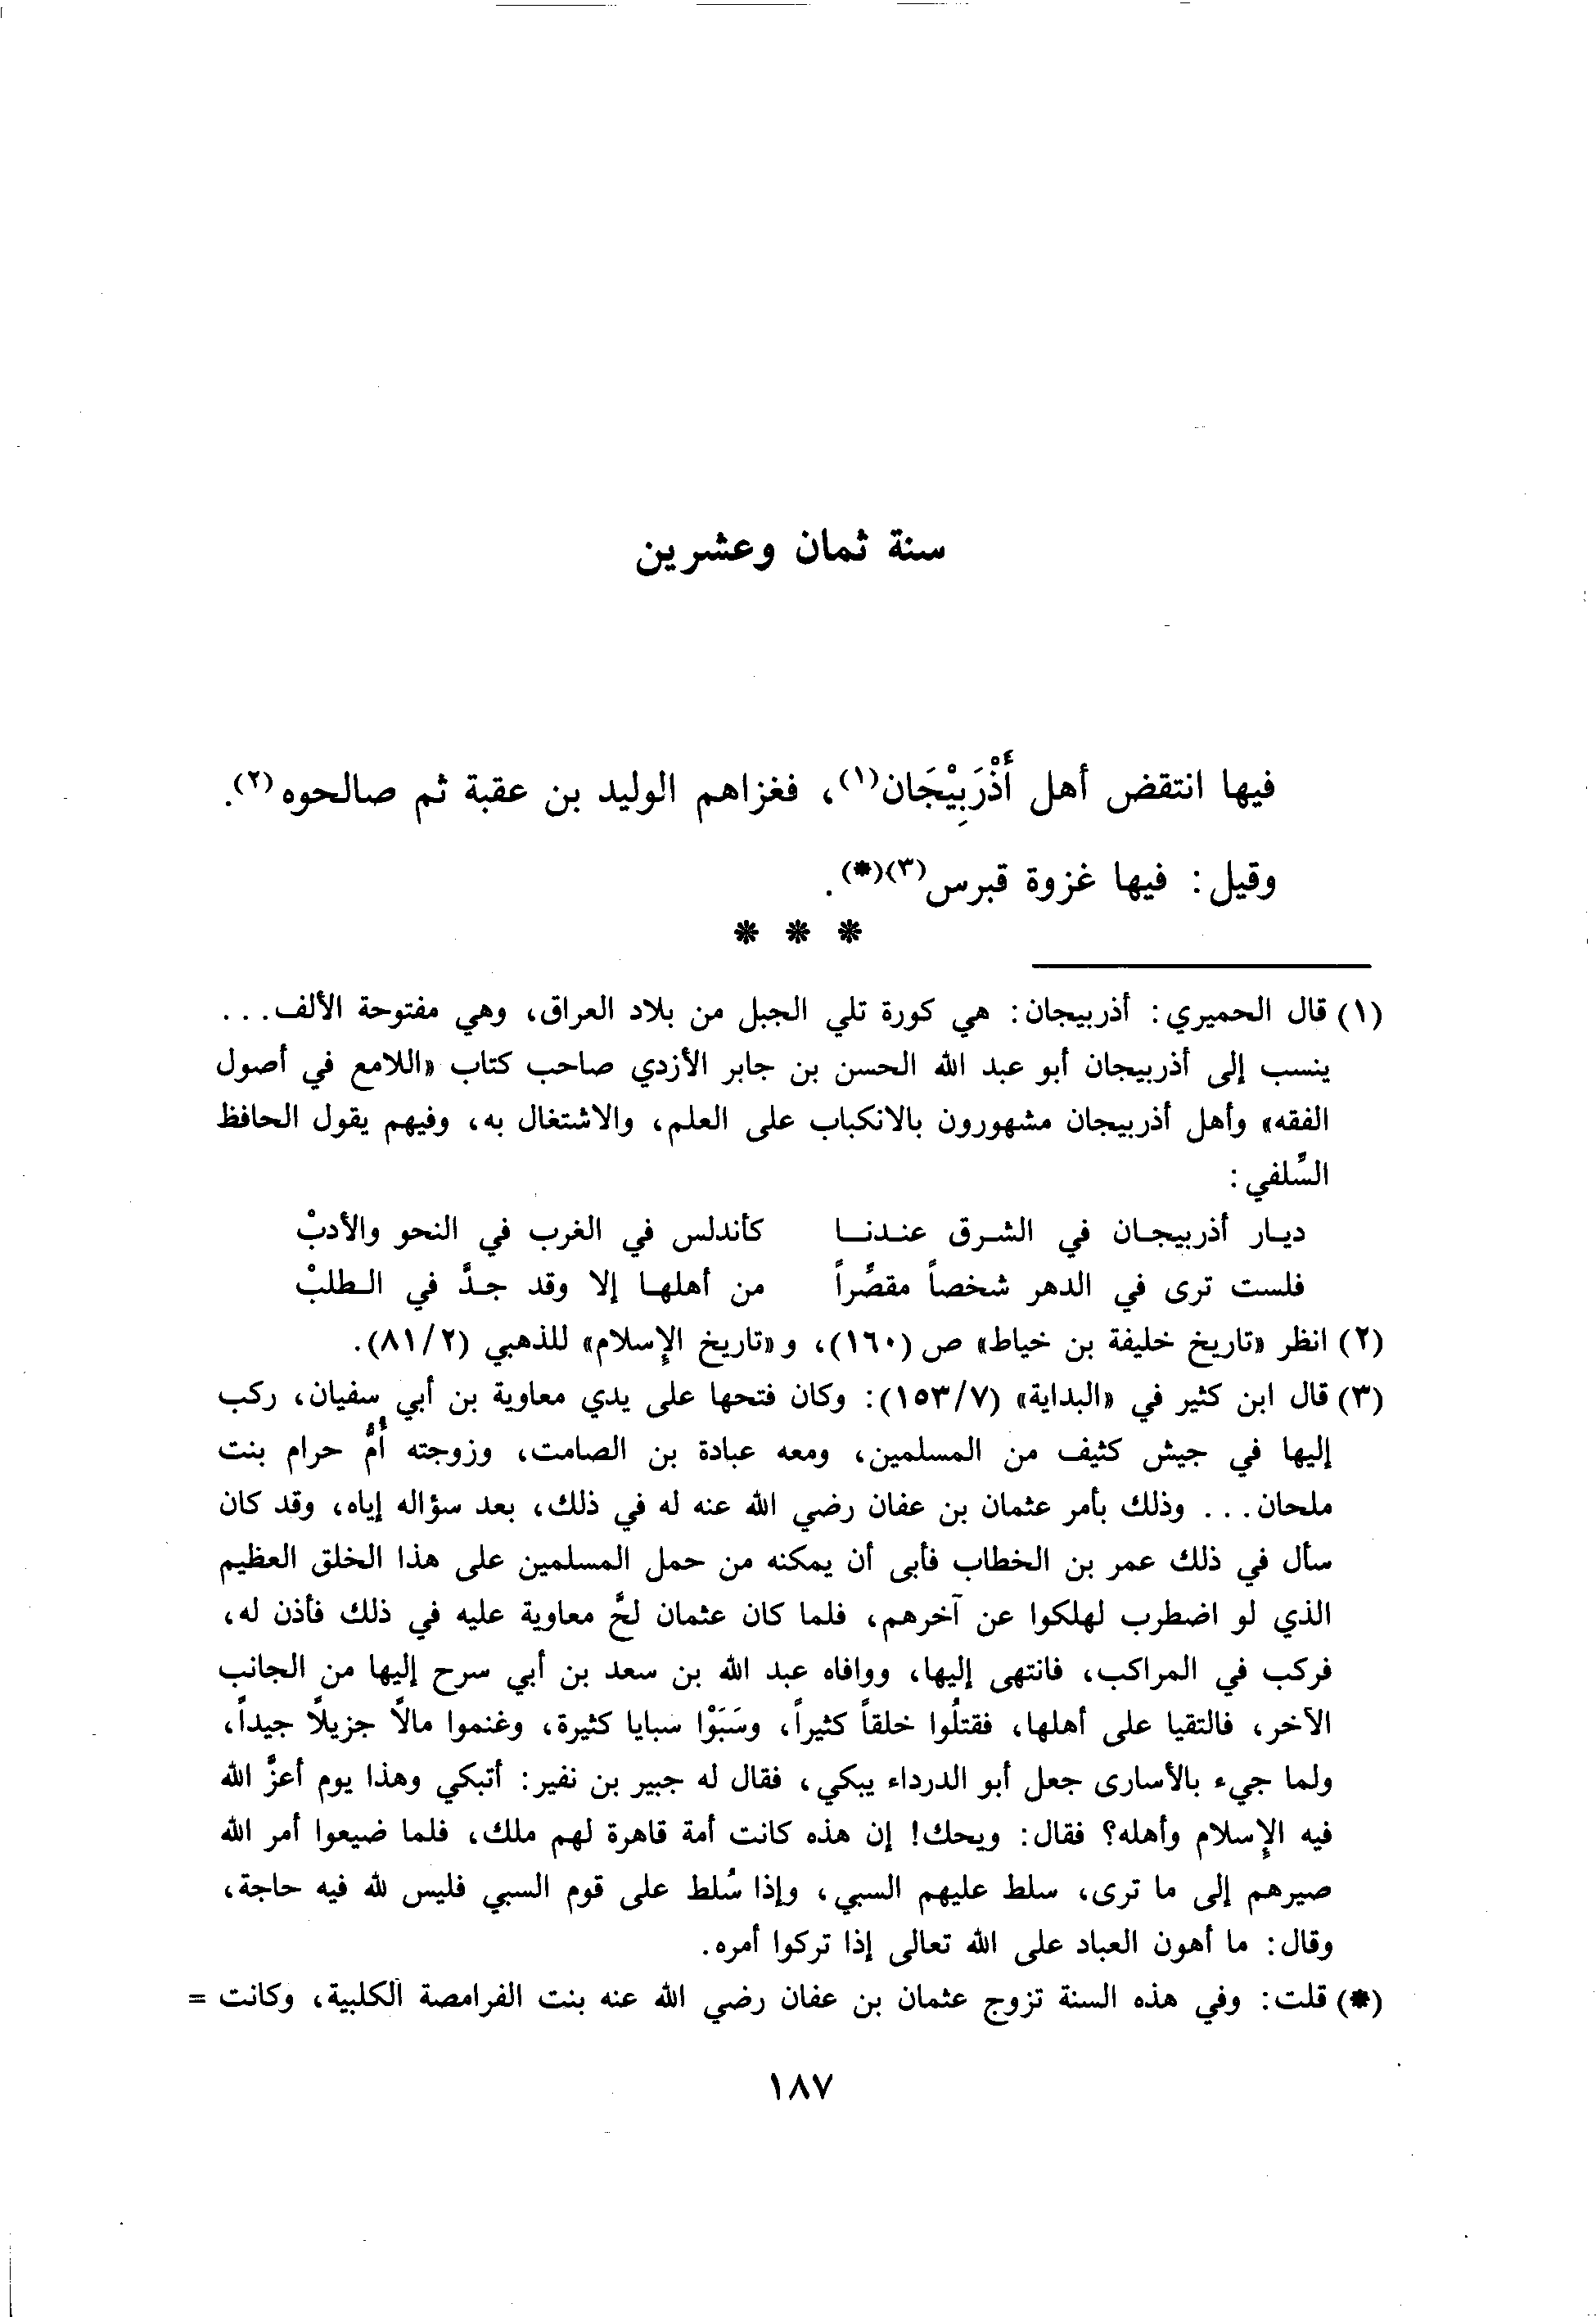 سنة ثمان وعشرين
فيها انتقض أهل أَذْرَبِيْجَان(١)، فغزاهم الوليد بن عقبة ثم صالحوه(٢).
وقيل: فيها غزوة قبرس(٣)(*).
* * *
(١) قال الحميري: أذربيجان: هي كورة تلي الجبل من بلاد العراق، وهي مفتوحة الألف...
ينسب إلى أذربيجان أبو عبد الله الحسن بن جابر الأزدي صاحب كتاب «اللامع في أصول
الفقه» وأهل أذربيجان مشهورون بالانكباب على العلم، والاشتغال به، وفيهم يقول الحافظ
السِّلفي:
ديـار أذربيجـان في الشـرق عنـدنـا كأندلس في الغرب في النحو والأدبْ
فلست ترى في الدهر شخصاً مقصِّراً من أهلهـا إلا وقد جـدَّ في الـطلبْ
(٢) انظر «تاريخ خليفة بن خياط» ص (١٦٠)، و«تاريخ الإسلام» للذهبي (٨١/٢).
(٣) قال ابن كثير في «البداية» (١٥٣/٧): وكان فتحها على يدي معاوية بن أبي سفيان، ركب
إليها في جيش كثيف من المسلمين، ومعه عبادة بن الصامت، وزوجته أُمُّ حرام بنت
ملحان... وذلك بأمر عثمان بن عفان رضي الله عنه له في ذلك، بعد سؤاله إياه، وقد كان
سأل في ذلك عمر بن الخطاب فأبى أن يمكنه من حمل المسلمين على هذا الخلق العظيم
الذي لو اضطرب لهلكوا عن آخرهم، فلما كان عثمان لحَّ معاوية عليه في ذلك فأذن له،
فركب في المراكب، فانتهى إليها، ووافاه عبد الله بن سعد بن أبي سرح إليها من الجانب
الآخر، فالتقيا على أهلها، فقتلُوا خلقاً كثيراً، وسَبَوْا سبايا كثيرة، وغنموا مالاً جزيلاً جيداً،
ولما جيء بالأسارى جعل أبو الدرداء يبكي، فقال له جبير بن نفير: أتبكي وهذا يوم أعزَّ الله
فيه الإسلام وأهله؟ فقال: ويحك! إن هذه كانت أمة قاهرة لهم ملك، فلما ضيعوا أمر الله
صيرهم إلى ما ترى، سلط عليهم السبي، وإذا سُلط على قوم السبي فليس لله فيه حاجة،
وقال: ما أهون العباد على الله تعالى إذا تركوا أمره.
(*) قلت: وفي هذه السنة تزوج عثمان بن عفان رضي الله عنه بنت الفرامصة الكلبية، وكانت =
١٨٧